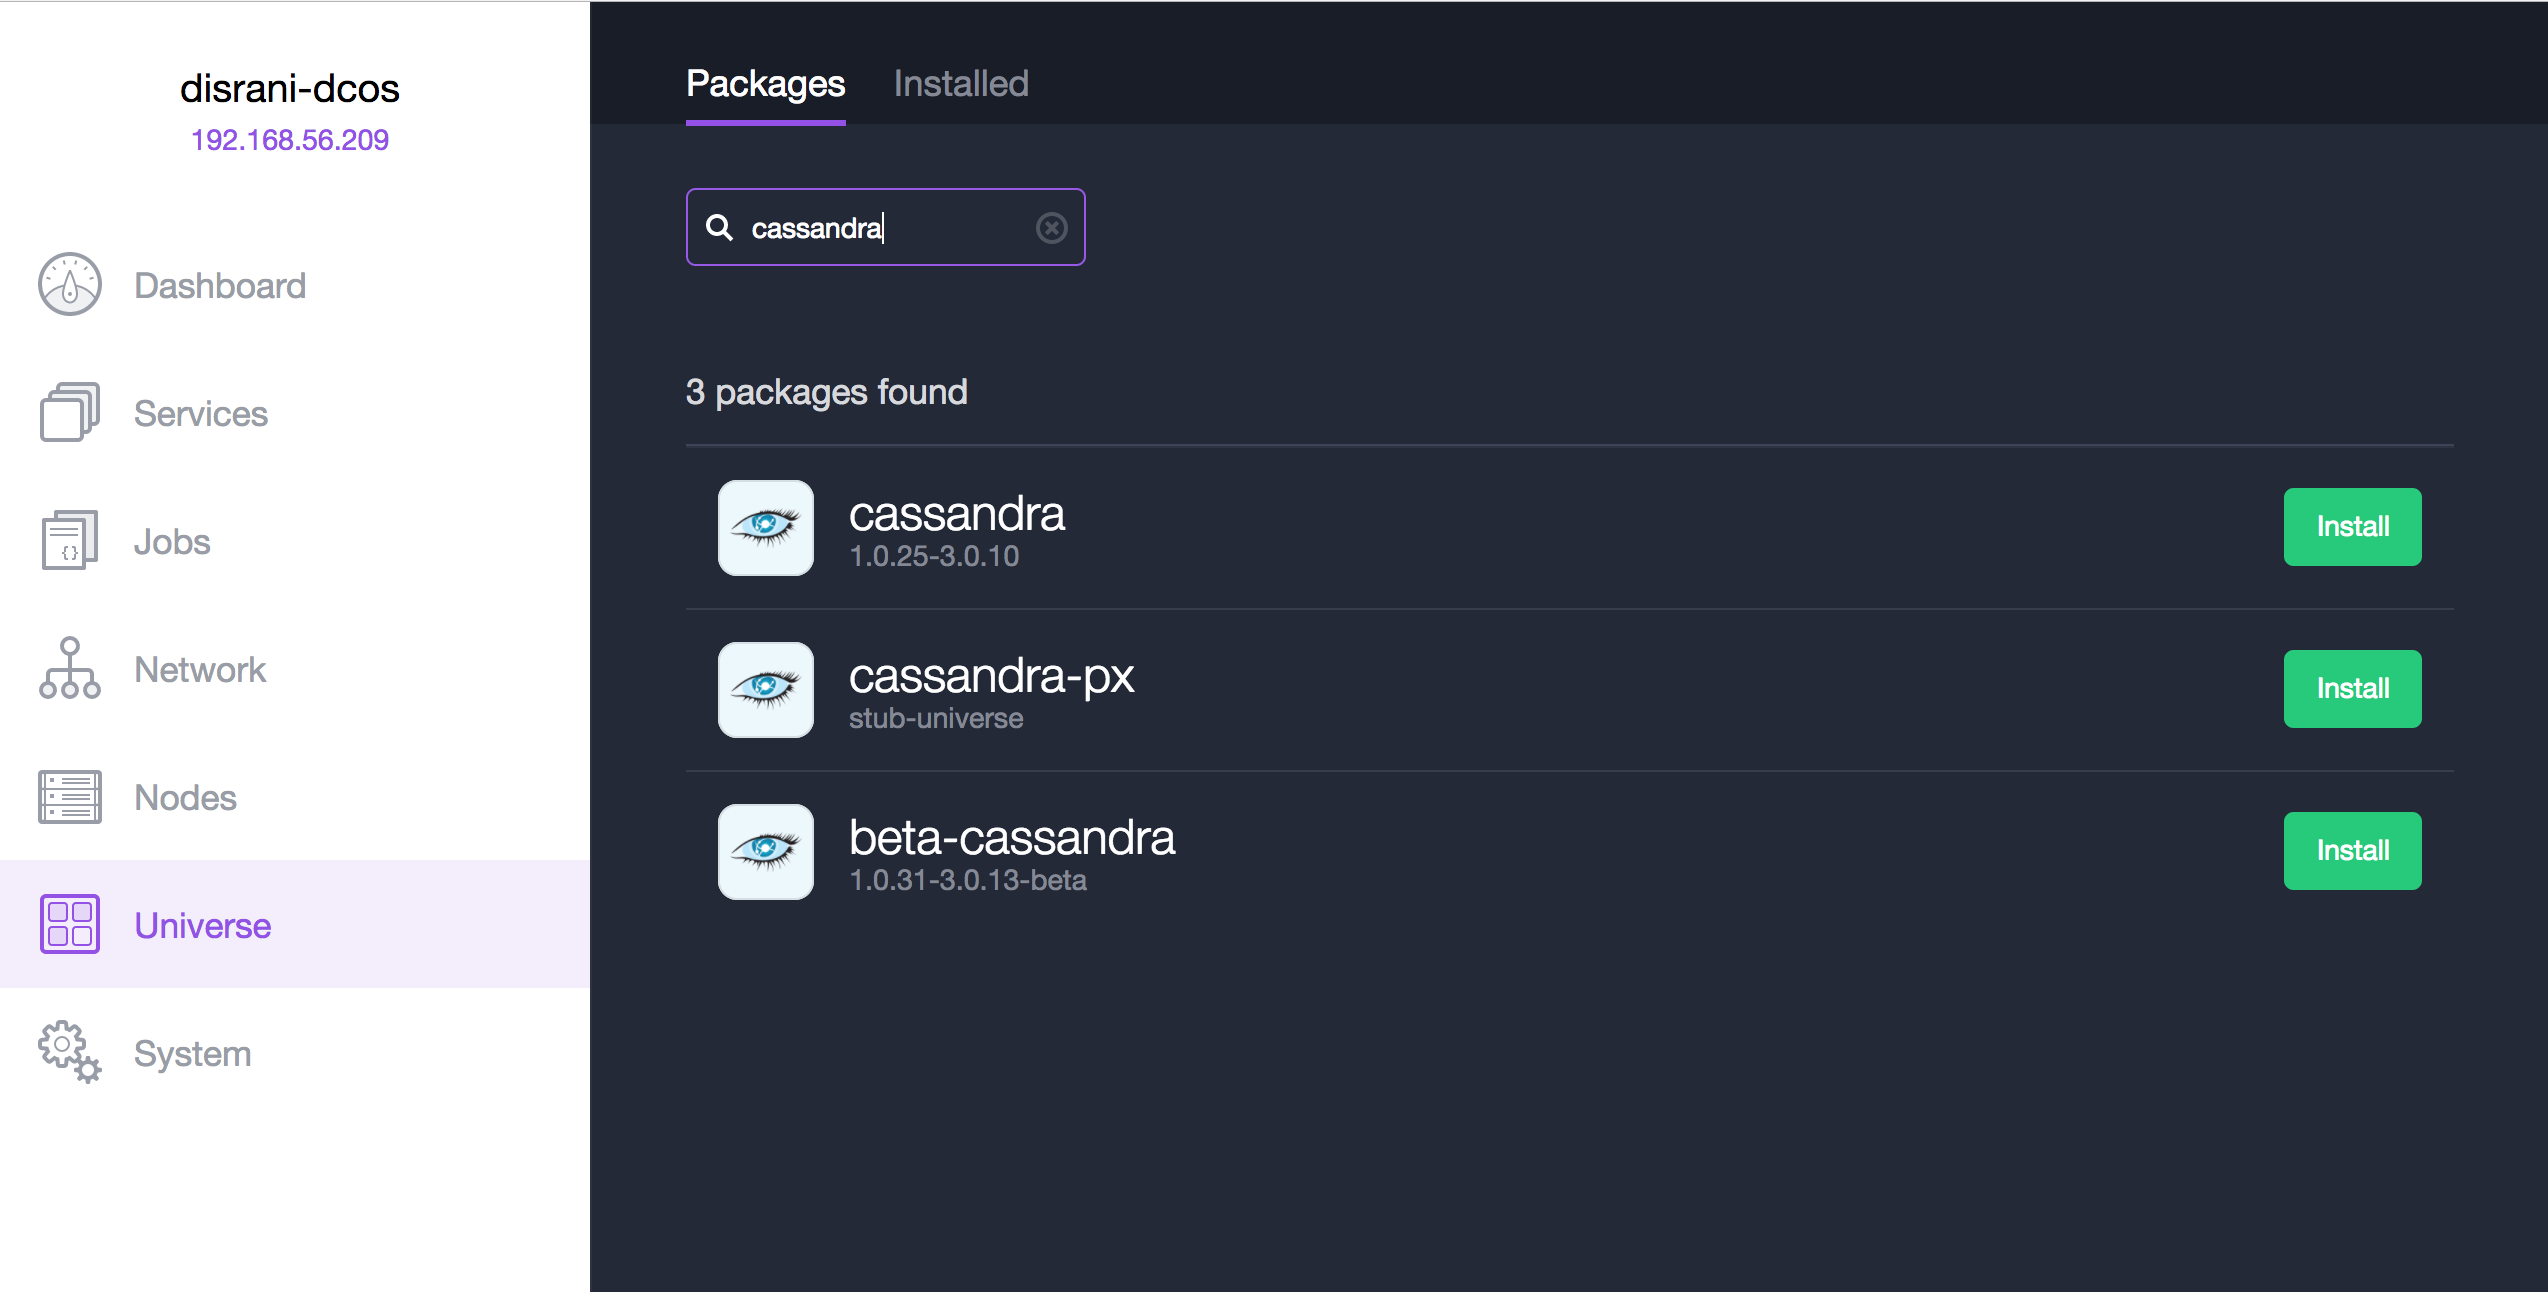 disrani-dcos
192.168.56.209
Dashboard
Services
Jobs
Network
Nodes
Universe
System
Packages Installed
cassandra
3 packages found
cassandra
1.0.25-3.0.10
Install
cassandra-px
stub-universe
Install
beta-cassandra
1.0.31-3.0.13-beta
Install